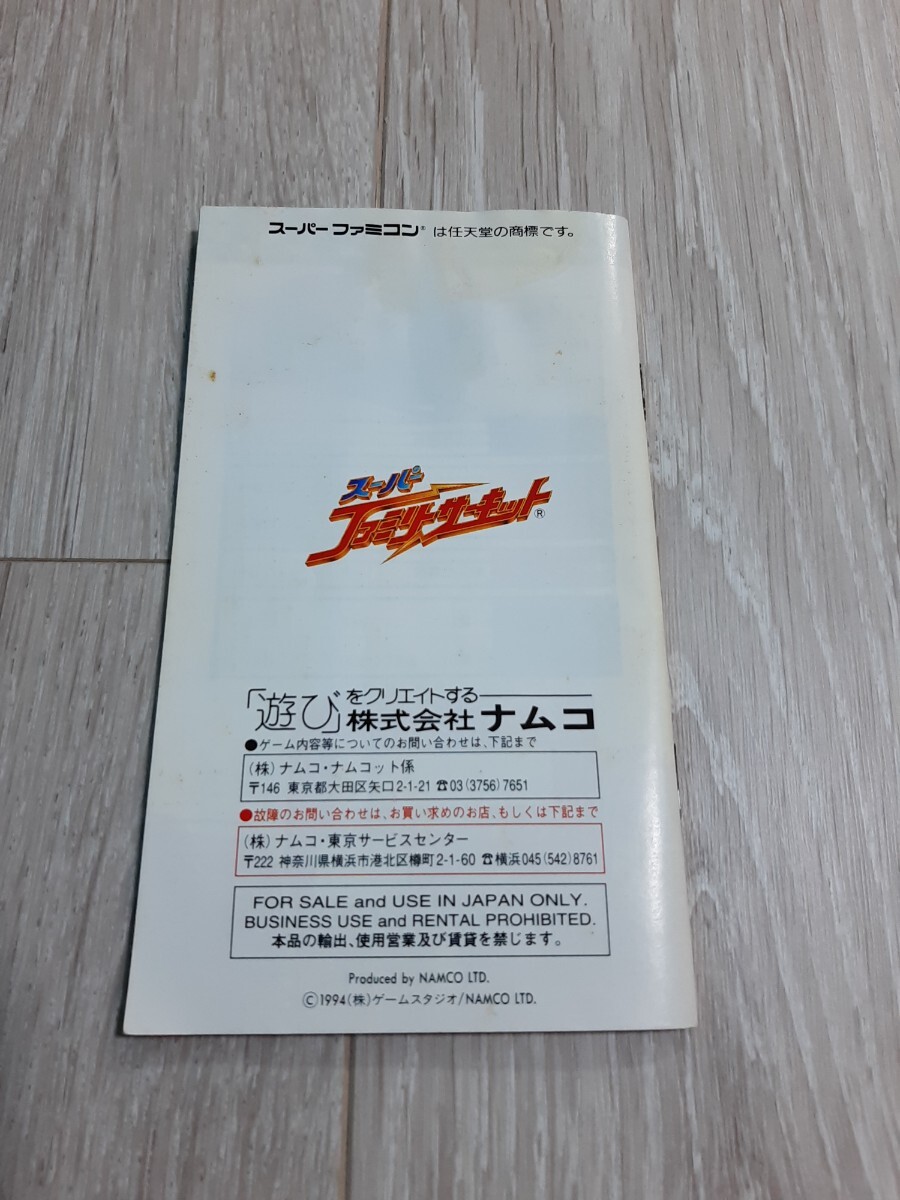 スーパーファミコン® は任天堂の商標です。
スーパー
ファミリーサーキット®
「遊び」をクリエイトする
株式会社ナムコ
●ゲーム内容等についてのお問い合わせは、下記まで
(株)ナムコ・ナムコット係
〒146 東京都大田区矢口2-1-21 ☎03(3756)7651
●故障のお問い合わせは、お買い求めのお店、もしくは下記まで
(株)ナムコ・東京サービスセンター
〒222 神奈川県横浜市港北区樽町2-1-60 ☎横浜045(542)8761
FOR SALE and USE IN JAPAN ONLY.
BUSINESS USE and RENTAL PROHIBITED.
本品の輸出、使用営業及び賃貸を禁じます。
Produced by NAMCO LTD.
©1994(株)ゲームスタジオ/NAMCO LTD.